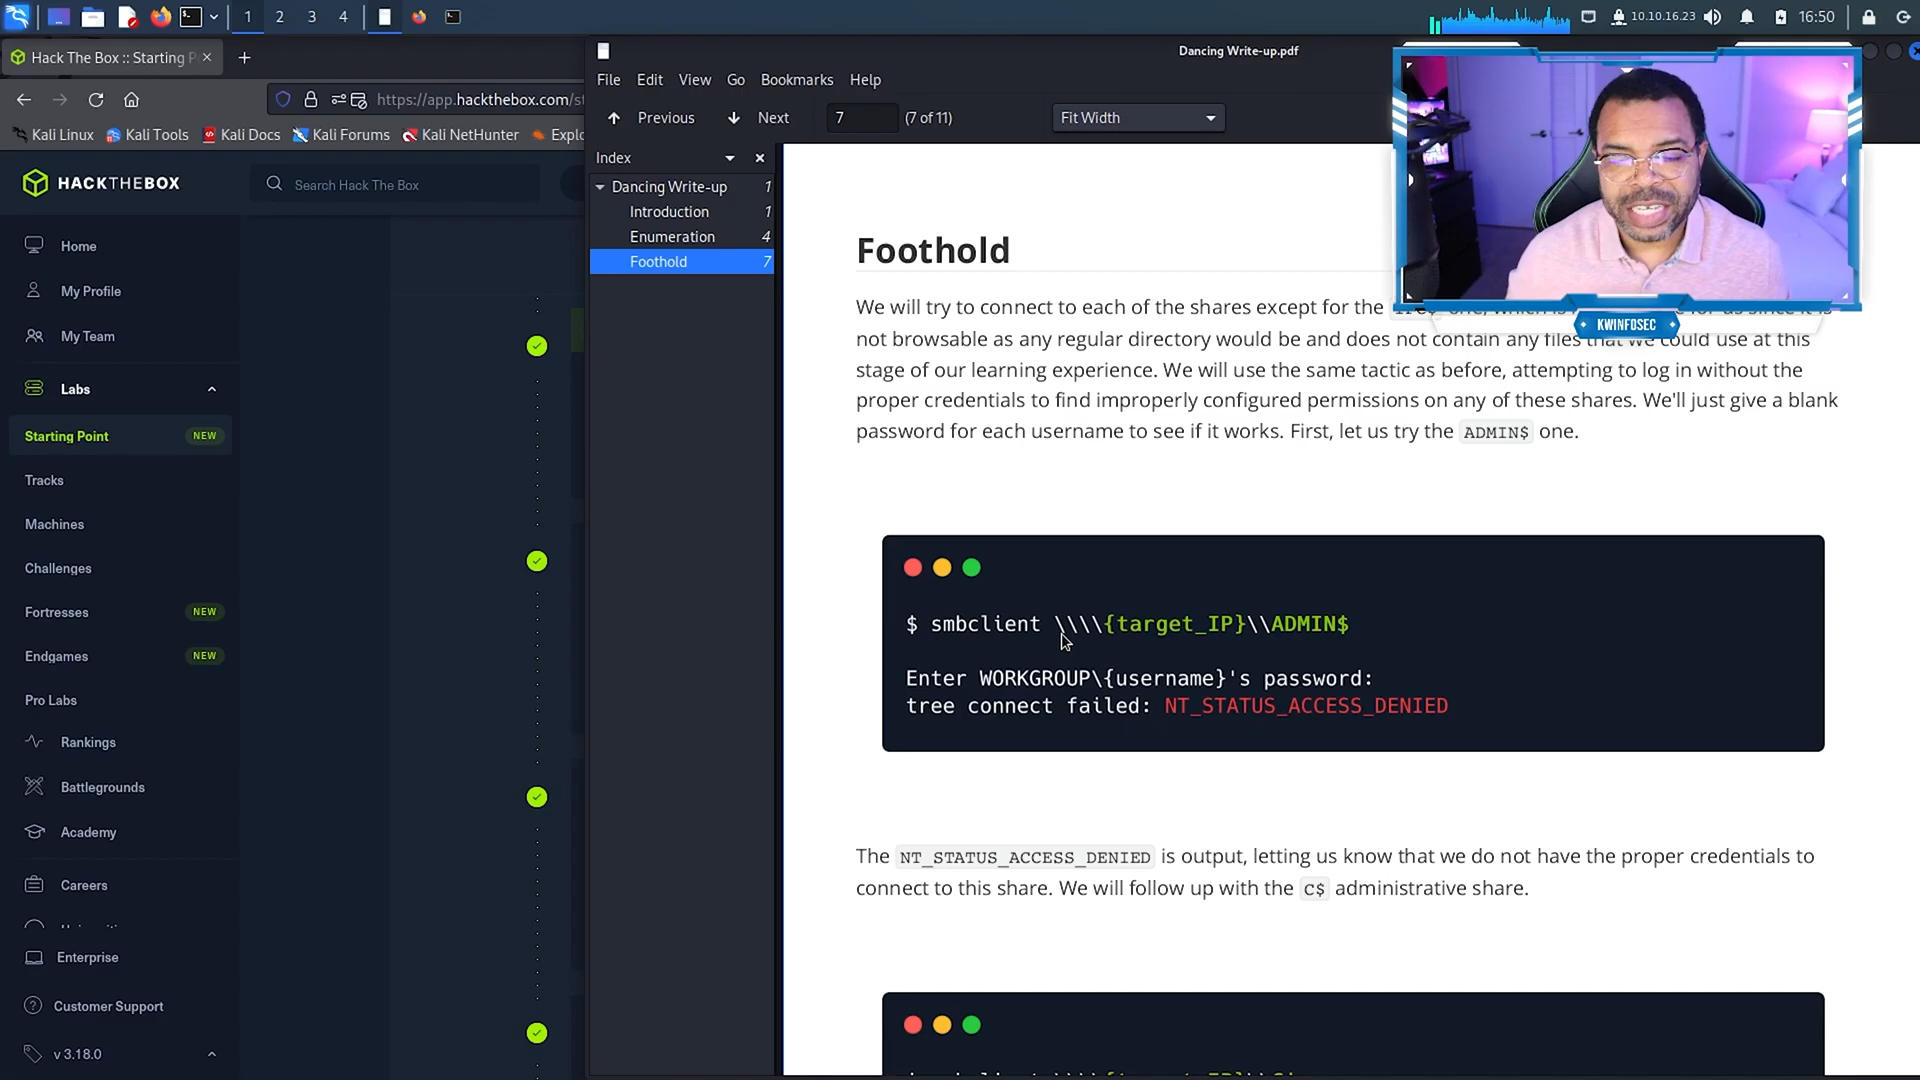 1 2 3 4
10.10.16.23
16:50
Hack The Box :: Starting P
https://app.hackthebox.com/st
Kali Linux Kali Tools Kali Docs Kali Forums Kali NetHunter
HACKTHEBOX
Search Hack The Box
Home
My Profile
My Team
Labs
Starting Point NEW
Tracks
Machines
Challenges
Fortresses NEW
Endgames NEW
Pro Labs
Rankings
Battlegrounds
Academy
Careers
Enterprise
Customer Support
v 3.18.0
Dancing Write-up.pdf
File Edit View Go Bookmarks Help
Previous Next 7 (7 of 11) Fit Width
Index
Dancing Write-up 1
Introduction 1
Enumeration 4
Foothold 7
KWINFOSEC
Foothold
We will try to connect to each of the shares except for the
not browsable as any regular directory would be and does not contain any files that we could use at this
stage of our learning experience. We will use the same tactic as before, attempting to log in without the
proper credentials to find improperly configured permissions on any of these shares. We'll just give a blank
password for each username to see if it works. First, let us try the ADMIN$ one.
$ smbclient \\\\{target_IP}\\ADMIN$
Enter WORKGROUP\{username}'s password:
tree connect failed: NT_STATUS_ACCESS_DENIED
The NT_STATUS_ACCESS_DENIED is output, letting us know that we do not have the proper credentials to
connect to this share. We will follow up with the C$ administrative share.